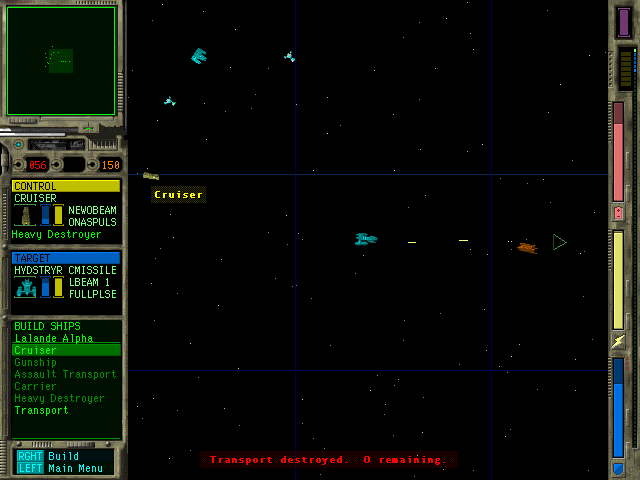 056
150
CONTROL
CRUISER
NEWOBEAM
ONASPULS
Heavy Destroyer
TARGET
HVDSTRYR CMISSILE
LBEAM 1
FULLPLSE
BUILD SHIPS
Lalande Alpha
Cruiser
Gunship
Assault Transport
Carrier
Heavy Destroyer
Transport
RGHT Build
LEFT Main Menu
Cruiser
Transport destroyed. 0 remaining.